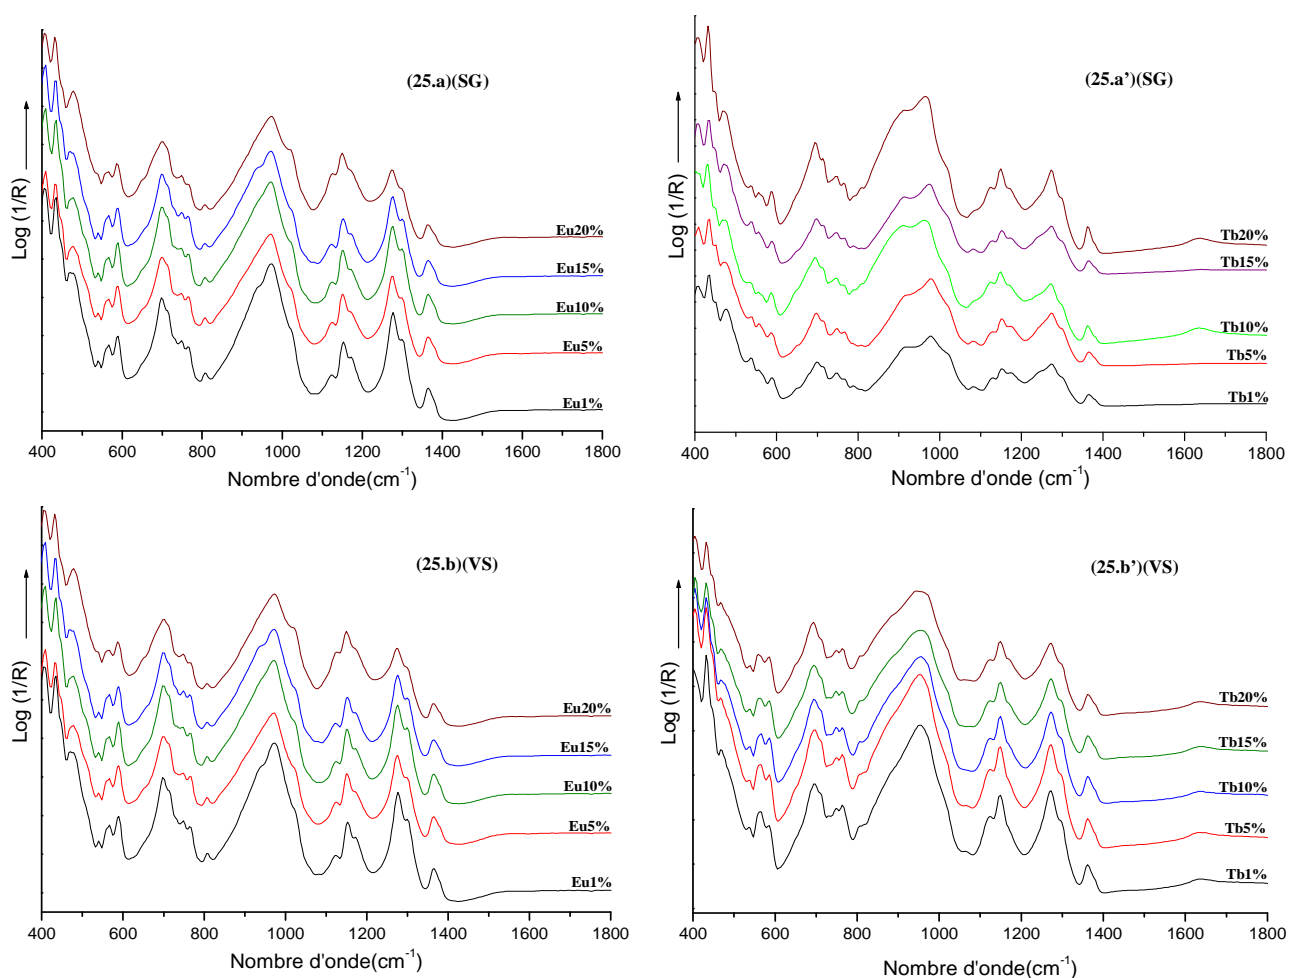 (25.a)(SG)
Log (1/R)
Eu20%
Eu15%
Eu10%
Eu5%
Eu1%
400 600 800 1000 1200 1400 1600 1800
Nombre d'onde(cm-1)
(25.a’)(SG)
Log (1/R)
Tb20%
Tb15%
Tb10%
Tb5%
Tb1%
400 600 800 1000 1200 1400 1600 1800
Nombre d'onde (cm-1)
(25.b)(VS)
Log (1/R)
Eu20%
Eu15%
Eu10%
Eu5%
Eu1%
400 600 800 1000 1200 1400 1600 1800
Nombre d'onde(cm-1)
(25.b’)(VS)
Log (1/R)
Tb20%
Tb15%
Tb10%
Tb5%
Tb1%
400 600 800 1000 1200 1400 1600 1800
Nombre d'onde(cm-1)